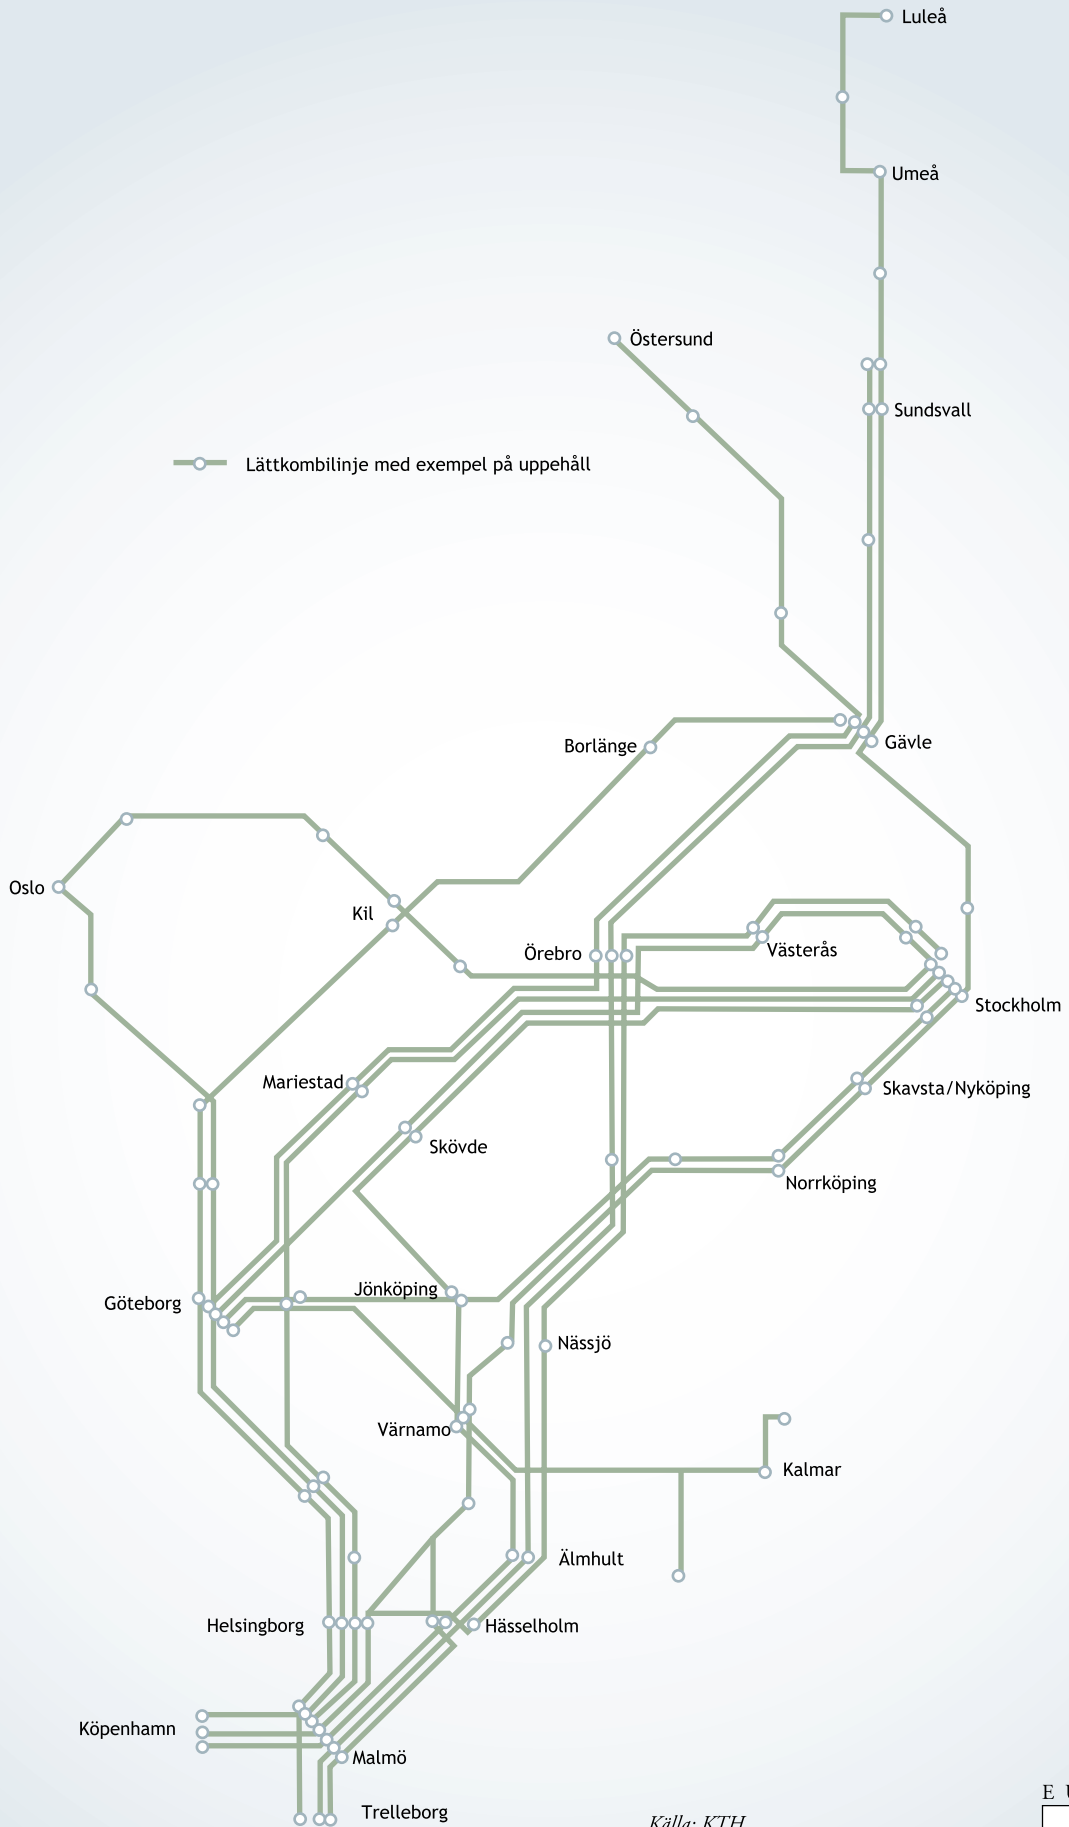 Luleå
Umeå
Östersund
Sundsvall
Lättkombilinje med exempel på uppehåll
Borlänge
Gävle
Oslo
Kil
Örebro
Västerås
Stockholm
Mariestad
Skavsta/Nyköping
Skövde
Norrköping
Jönköping
Göteborg
Nässjö
Värnamo
Kalmar
Älmhult
Helsingborg
Hässelholm
Köpenhamn
Malmö
Trelleborg
Källa: KTH